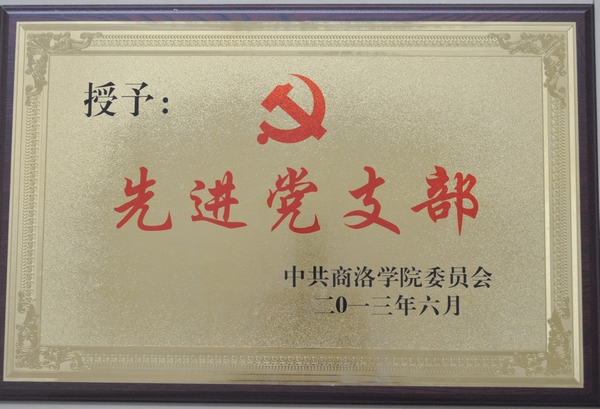 授予：
先进党支部
中共商洛学院委员会
二0一三年六月